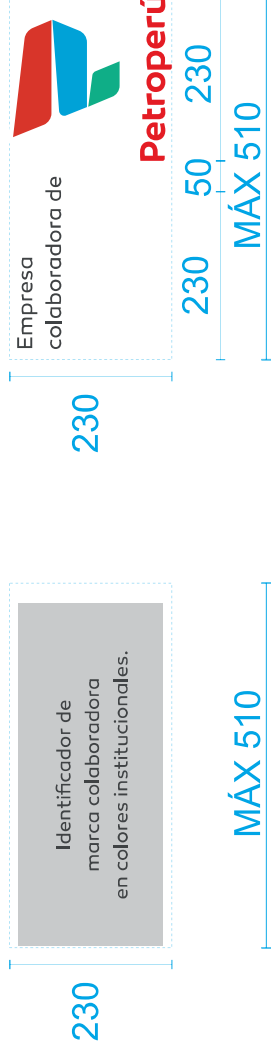 Identificador de
marca colaboradora
en colores institucionales.
230
MÁX 510
Empresa
colaboradora de
Petroperú
230
230
50
230
MÁX 510